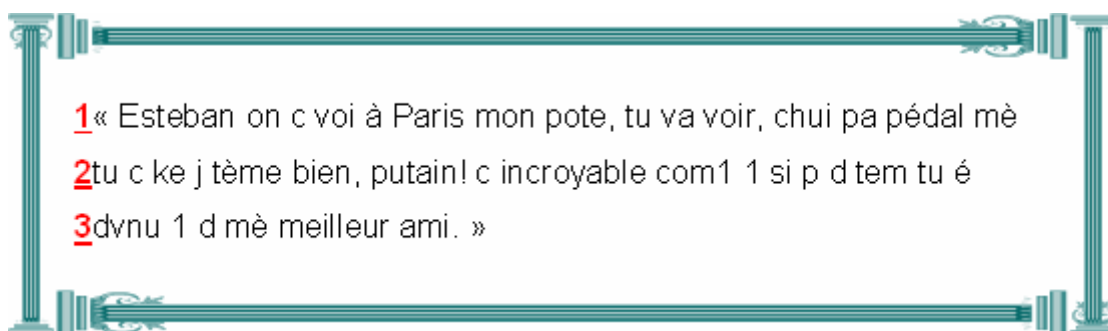 1« Esteban on c voi à Paris mon pote, tu va voir, chui pa pédal mè
2tu c ke j tème bien, putain! c incroyable com1 1 si p d tem tu é
3dvnu 1 d mè meilleur ami. »